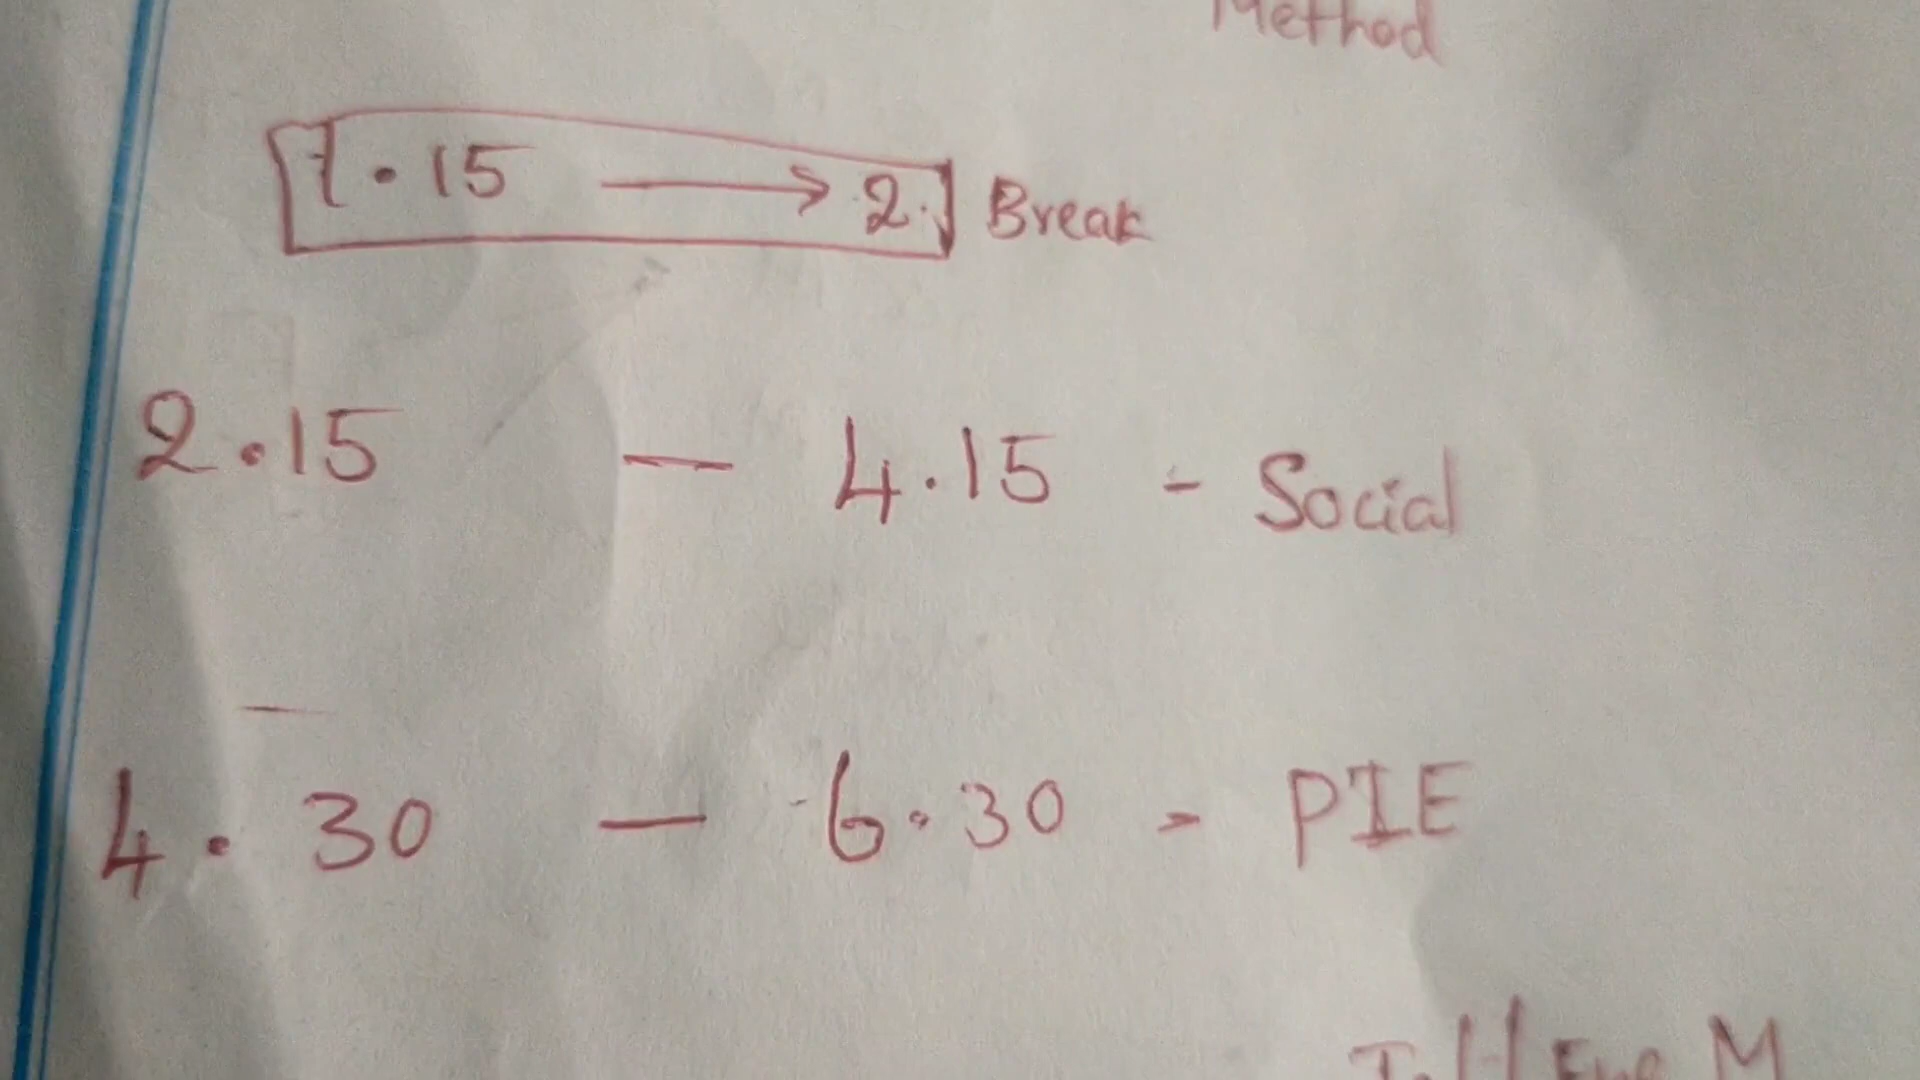 Method
1.15 → 2. Break
2.15 — 4.15 - Social
4.30 — 6.30 - PIE